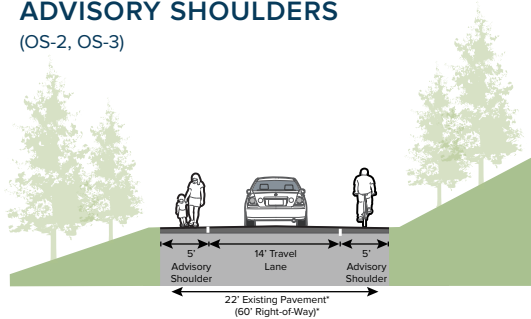 ADVISORY SHOULDERS
(OS-2, OS-3)
5'
Advisory
Shoulder
14' Travel
Lane
5'
Advisory
Shoulder
22' Existing Pavement*
(60' Right-of-Way)*